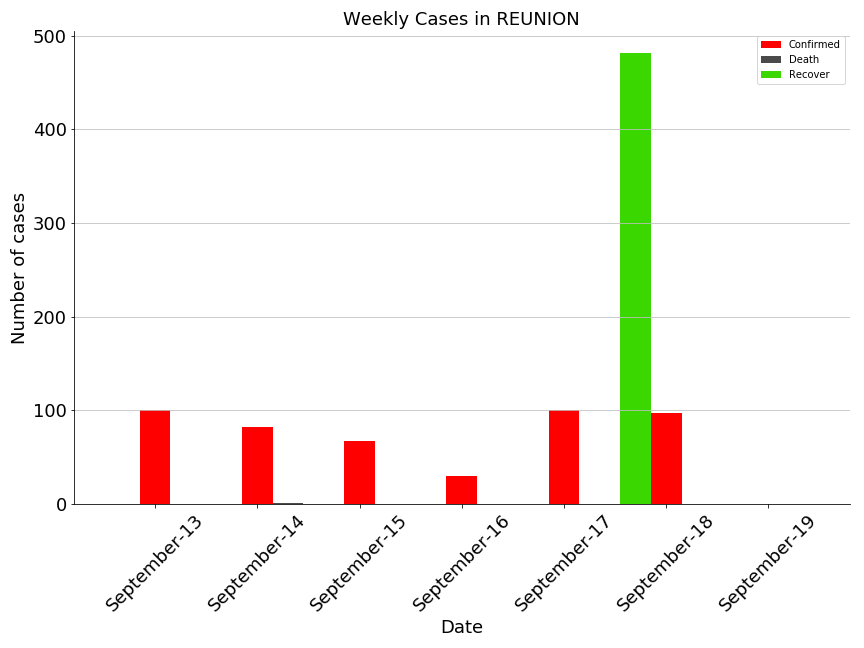 Weekly Cases in REUNION
Confirmed
Death
Recover
Number of cases
500
400
300
200
100
0
September-13
September-14
September-15
September-16
September-17
September-18
September-19
Date